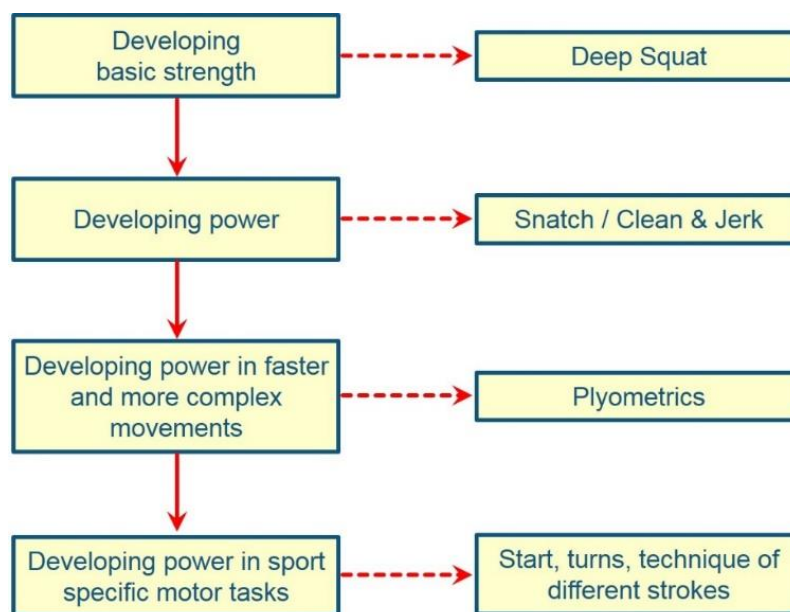 Developing
basic strength
Deep Squat
Developing power
Snatch / Clean & Jerk
Developing power in faster
and more complex
movements
Plyometrics
Developing power in sport
specific motor tasks
Start, turns, technique of
different strokes